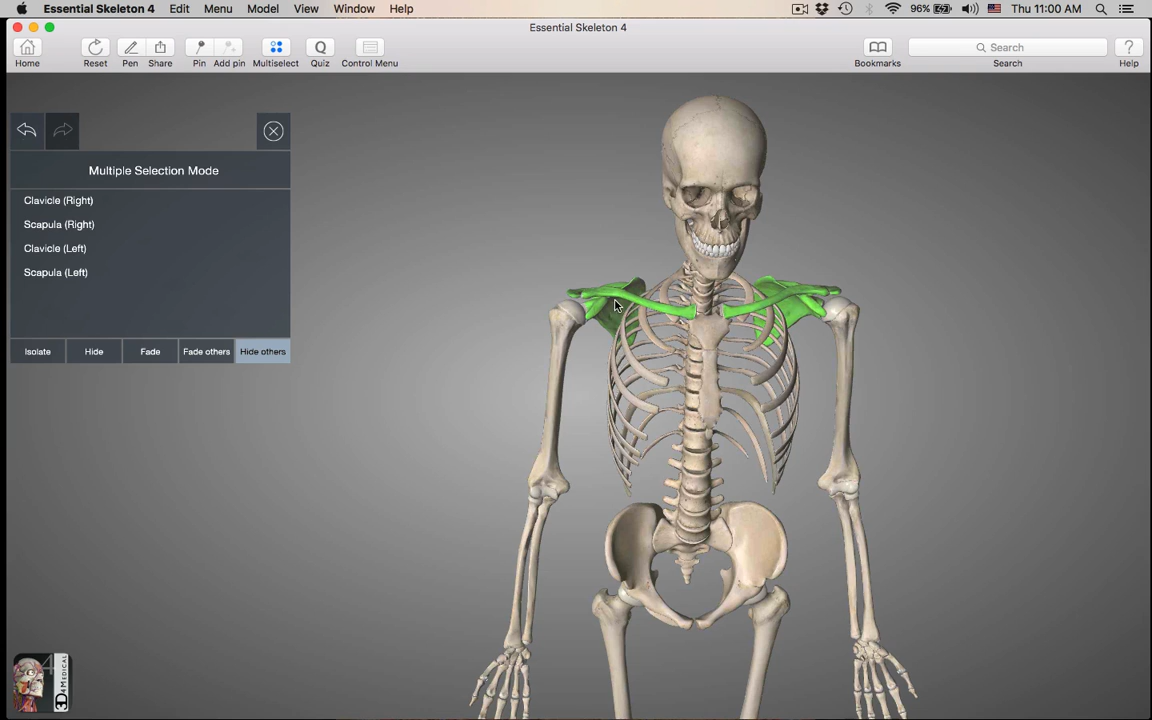 Essential Skeleton 4 Edit Menu Model View Window Help 96% Thu 11:00 AM
Essential Skeleton 4
Home Reset Pen Share Pin Add pin Multiselect Q Quiz Control Menu Bookmarks Search Search ? Help
Multiple Selection Mode
Clavicle (Right)
Scapula (Right)
Clavicle (Left)
Scapula (Left)
Isolate Hide Fade Fade others Hide others
4
3D4MEDICAL